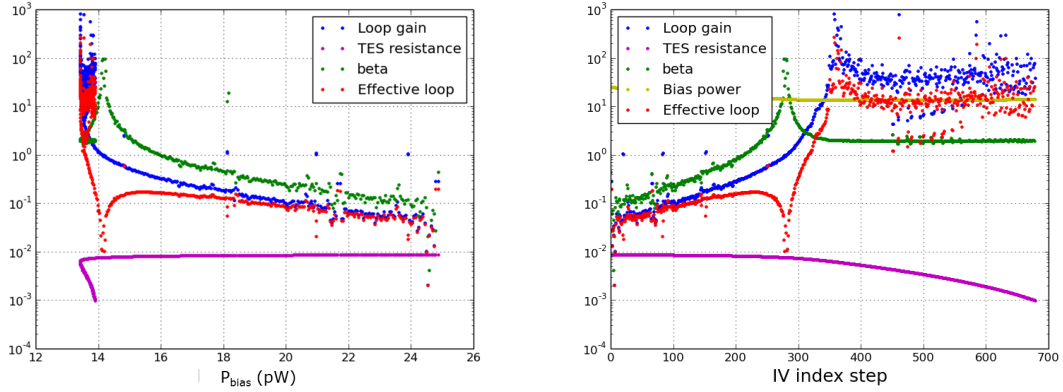 10³
10²
10¹
10⁰
10⁻¹
10⁻²
10⁻³
10⁻⁴
12 14 16 18 20 22 24 26
P_bias (pW)
Loop gain
TES resistance
beta
Effective loop
10³
10²
10¹
10⁰
10⁻¹
10⁻²
10⁻³
10⁻⁴
0 100 200 300 400 500 600 700
IV index step
Loop gain
TES resistance
beta
Bias power
Effective loop